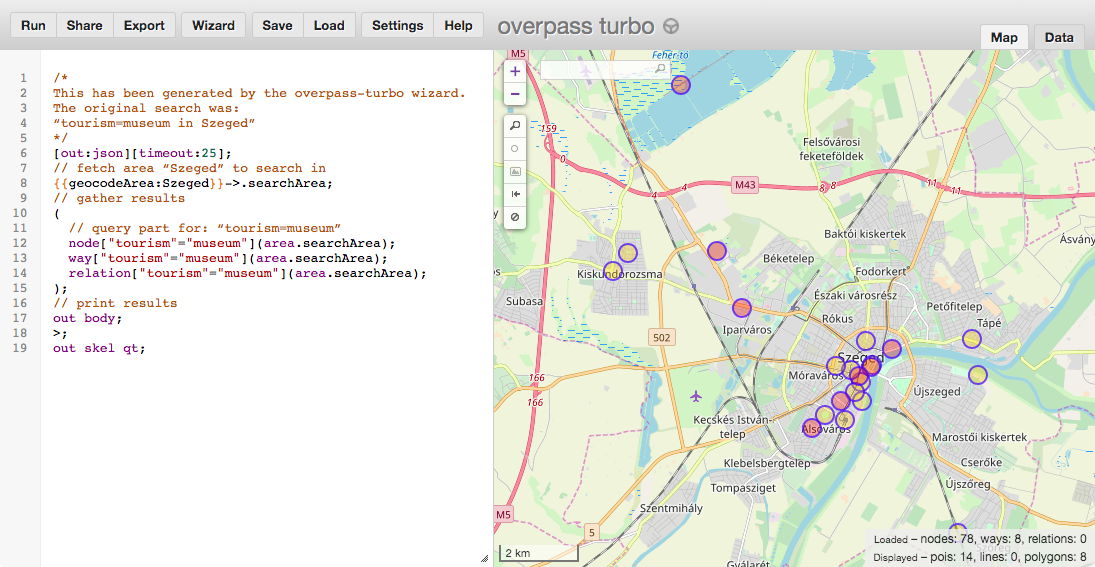 Run Share Export Wizard Save Load Settings Help overpass turbo Map Data
1 /*
2 This has been generated by the overpass-turbo wizard.
3 The original search was:
4 “tourism=museum in Szeged”
5 */
6 [out:json][timeout:25];
7 // fetch area “Szeged” to search in
8 {{geocodeArea:Szeged}}->.searchArea;
9 // gather results
10 (
11 // query part for: “tourism=museum”
12 node["tourism"="museum"](area.searchArea);
13 way["tourism"="museum"](area.searchArea);
14 relation["tourism"="museum"](area.searchArea);
15 );
16 // print results
17 out body;
18 >;
19 out skel qt;
M5
Fehér-tó
+
−
159
0
Felsővárosi
feketeföldek
4 4 M43 8 8 11 11
Baktói kiskertek
Ásvány
Kiskundorozsma
Béketelep
Fodorkert
Subasa
Északi városrész
Petőfitelep
Rókus
Tápé
Iparváros
502
Szeged
166
Móraváros
Újszeged
166
Kecskés István-
telep
Alsóváros
Marostői kiskertek
Klebelsbergtelep
Cseróke
Tompasziget
Újszőreg
Szentmihály
M5
5
Szőreg
2 km
Gyálarét
Loaded – nodes: 78, ways: 8, relations: 0
Displayed – pois: 14, lines: 0, polygons: 8